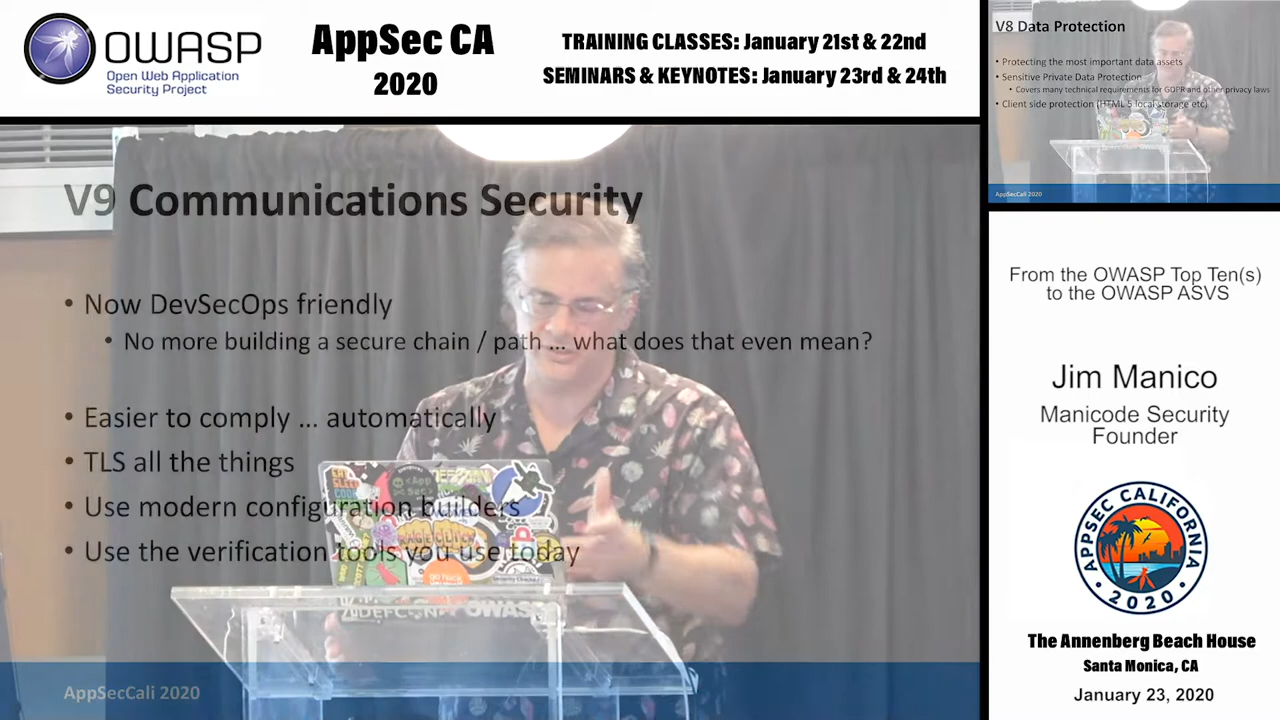 OWASP
Open Web Application
Security Project
AppSec CA
2020
TRAINING CLASSES: January 21st & 22nd
SEMINARS & KEYNOTES: January 23rd & 24th
V9 Communications Security
• Now DevSecOps friendly
• No more building a secure chain / path ... what does that even mean?
• Easier to comply ... automatically
• TLS all the things
• Use modern configuration builders
• Use the verification tools you use today
DEFCON
OWASP
AppSecCali 2020
V8 Data Protection
• Protecting the most important data assets
• Sensitive Private Data Protection
• Covers many technical requirements for GDPR and other privacy laws
• Client side protection (HTML 5 local storage etc)
AppSecCali 2020
From the OWASP Top Ten(s)
to the OWASP ASVS
Jim Manico
Manicode Security
Founder
APPSEC CALIFORNIA
• 2020 •
The Annenberg Beach House
Santa Monica, CA
January 23, 2020